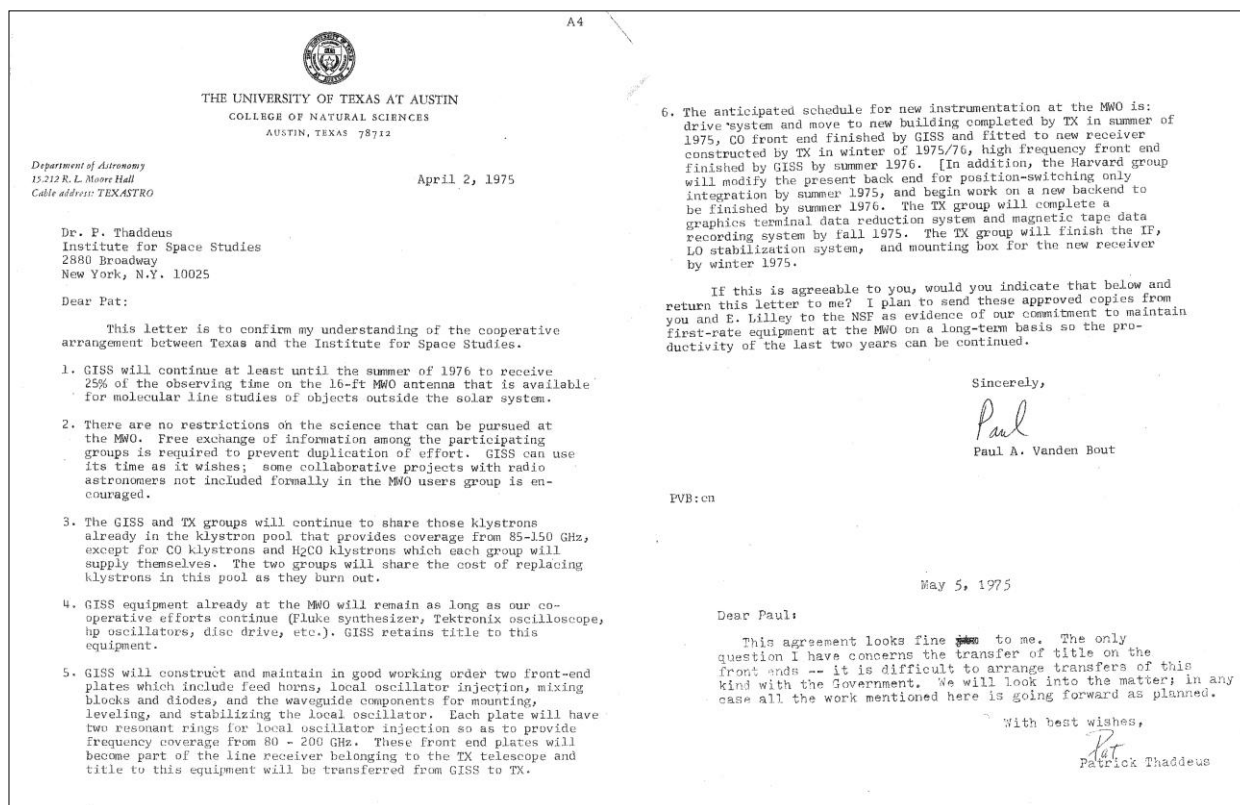 A4
THE UNIVERSITY OF TEXAS AT AUSTIN
COLLEGE OF NATURAL SCIENCES
AUSTIN, TEXAS 78712
Department of Astronomy
15.212 R. L. Moore Hall
Cable address: TEXASTRO
April 2, 1975
Dr. P. Thaddeus
Institute for Space Studies
2880 Broadway
New York, N.Y. 10025
Dear Pat:
This letter is to confirm my understanding of the cooperative
arrangement between Texas and the Institute for Space Studies.
1. GISS will continue at least until the summer of 1976 to receive
25% of the observing time on the 16-ft MWO antenna that is available
for molecular line studies of objects outside the solar system.
2. There are no restrictions on the science that can be pursued at
the MWO. Free exchange of information among the participating
groups is required to prevent duplication of effort. GISS can use
its time as it wishes; some collaborative projects with radio
astronomers not included formally in the MWO users group is en-
couraged.
3. The GISS and TX groups will continue to share those klystrons
already in the klystron pool that provides coverage from 85-150 GHz,
except for CO klystrons and H2CO klystrons which each group will
supply themselves. The two groups will share the cost of replacing
klystrons in this pool as they burn out.
4. GISS equipment already at the MWO will remain as long as our co-
operative efforts continue (Fluke synthesizer, Tektronix oscilloscope,
hp oscillators, disc drive, etc.). GISS retains title to this
equipment.
5. GISS will construct and maintain in good working order two front-end
plates which include feed horns, local oscillator injection, mixing
blocks and diodes, and the waveguide components for mounting,
leveling, and stabilizing the local oscillator. Each plate will have
two resonant rings for local oscillator injection so as to provide
frequency coverage from 80 - 200 GHz. These front end plates will
become part of the line receiver belonging to the TX telescope and
title to this equipment will be transferred from GISS to TX.
6. The anticipated schedule for new instrumentation at the MWO is:
drive system and move to new building completed by TX in summer of
1975, CO front end finished by GISS and fitted to new receiver
constructed by TX in winter of 1975/76, high frequency front end
finished by GISS by summer 1976. [In addition, the Harvard group
will modify the present back end for position-switching only
integration by summer 1975, and begin work on a new backend to
be finished by summer 1976. The TX group will complete a
graphics terminal data reduction system and magnetic tape data
recording system by fall 1975. The TX group will finish the IF,
LO stabilization system, and mounting box for the new receiver
by winter 1975.
If this is agreeable to you, would you indicate that below and
return this letter to me? I plan to send these approved copies from
you and E. Lilley to the NSF as evidence of our commitment to maintain
first-rate equipment at the MWO on a long-term basis so the pro-
ductivity of the last two years can be continued.
Sincerely,
Paul
Paul A. Vanden Bout
PVB:cn
May 5, 1975
Dear Paul:
This agreement looks fine to me. The only
question I have concerns the transfer of title on the
front ends -- it is difficult to arrange transfers of this
kind with the Government. We will look into the matter; in any
case all the work mentioned here is going forward as planned.
With best wishes,
Pat
Patrick Thaddeus